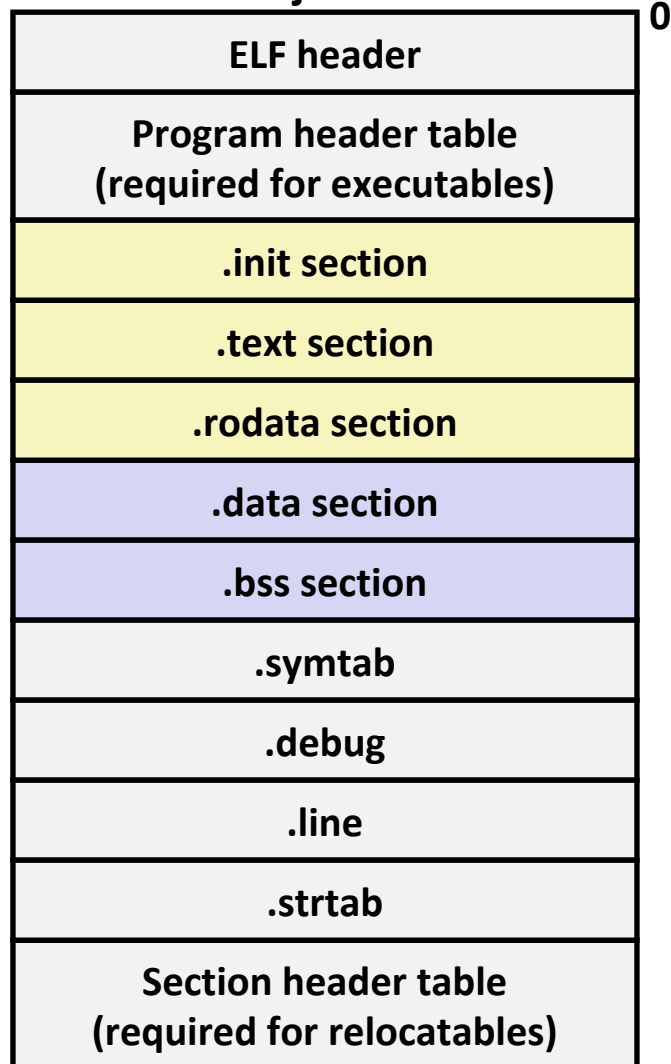 0
ELF header
Program header table
(required for executables)
.init section
.text section
.rodata section
.data section
.bss section
.symtab
.debug
.line
.strtab
Section header table
(required for relocatables)